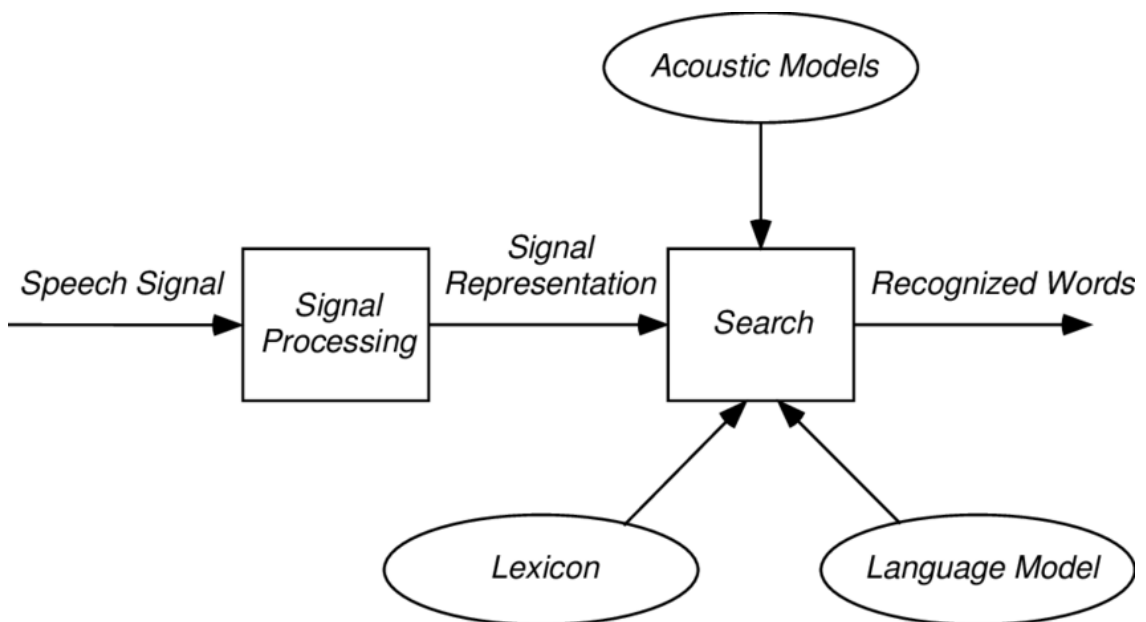 Acoustic Models
Speech Signal
Signal
Processing
Signal
Representation
Search
Recognized Words
Lexicon
Language Model